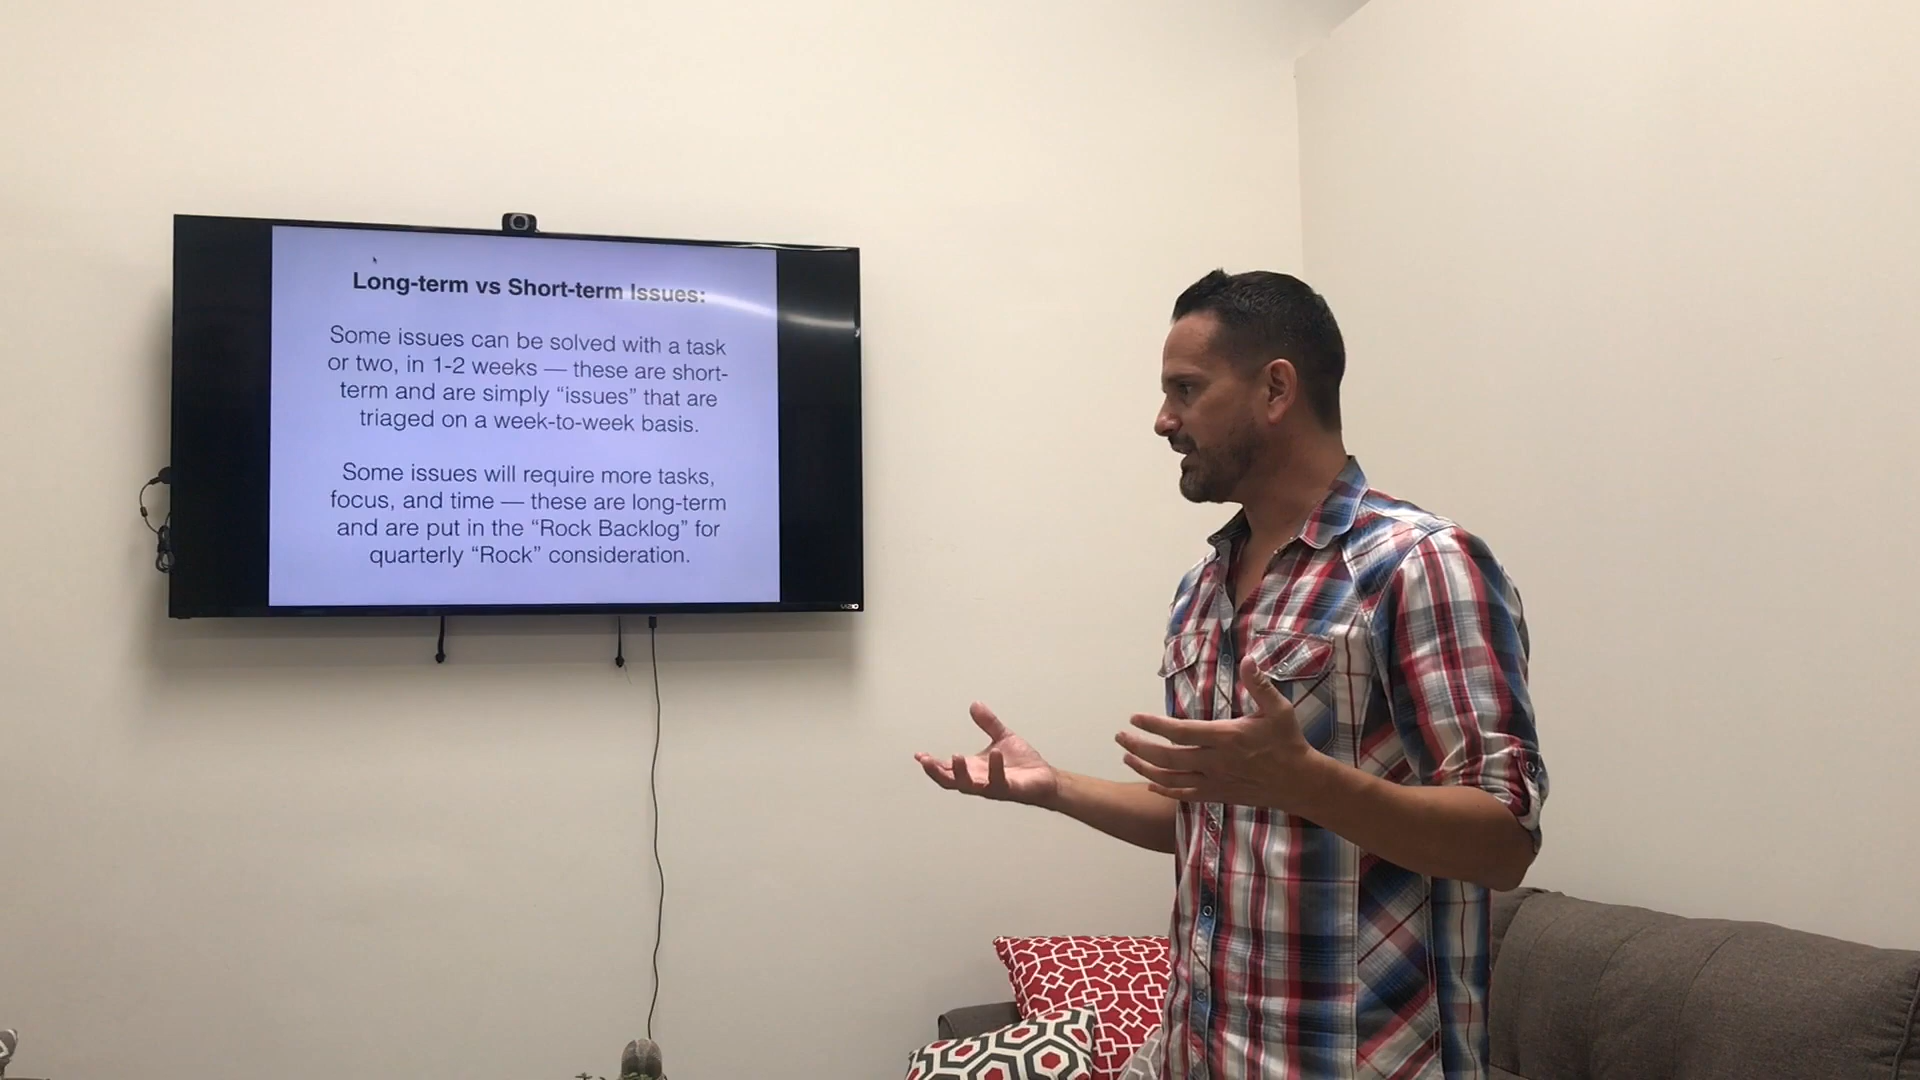 Long-term vs Short-term Issues:
Some issues can be solved with a task
or two, in 1-2 weeks — these are short-
term and are simply “issues” that are
triaged on a week-to-week basis.
Some issues will require more tasks,
focus, and time — these are long-term
and are put in the “Rock Backlog” for
quarterly “Rock” consideration.
VIZIO